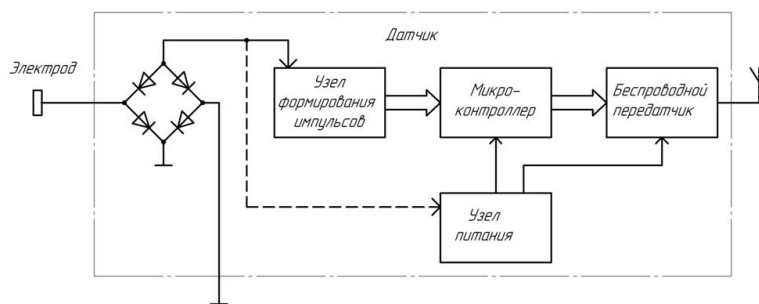 Датчик
Электрод
Узел
формирования
импульсов
Микро-
контроллер
Беспроводной
передатчик
Узел
питания